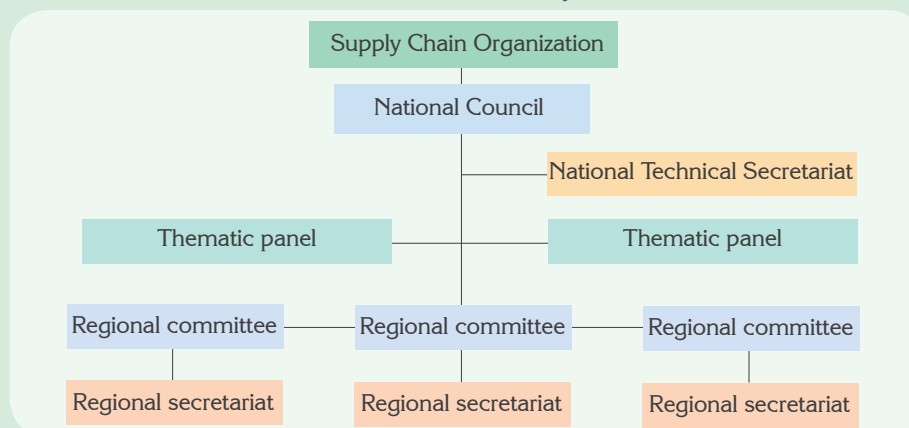 Supply Chain Organization
National Council
National Technical Secretariat
Thematic panel
Thematic panel
Regional committee
Regional committee
Regional committee
Regional secretariat
Regional secretariat
Regional secretariat